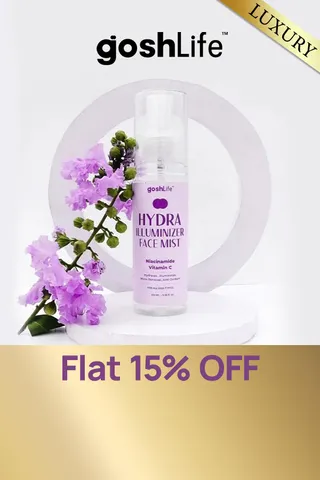 LUXURY
goshLife™
goshLife
HYDRA
ILLUMINIZER
FACE MIST
Niacinamide
Vitamin C
Flat 15% OFF